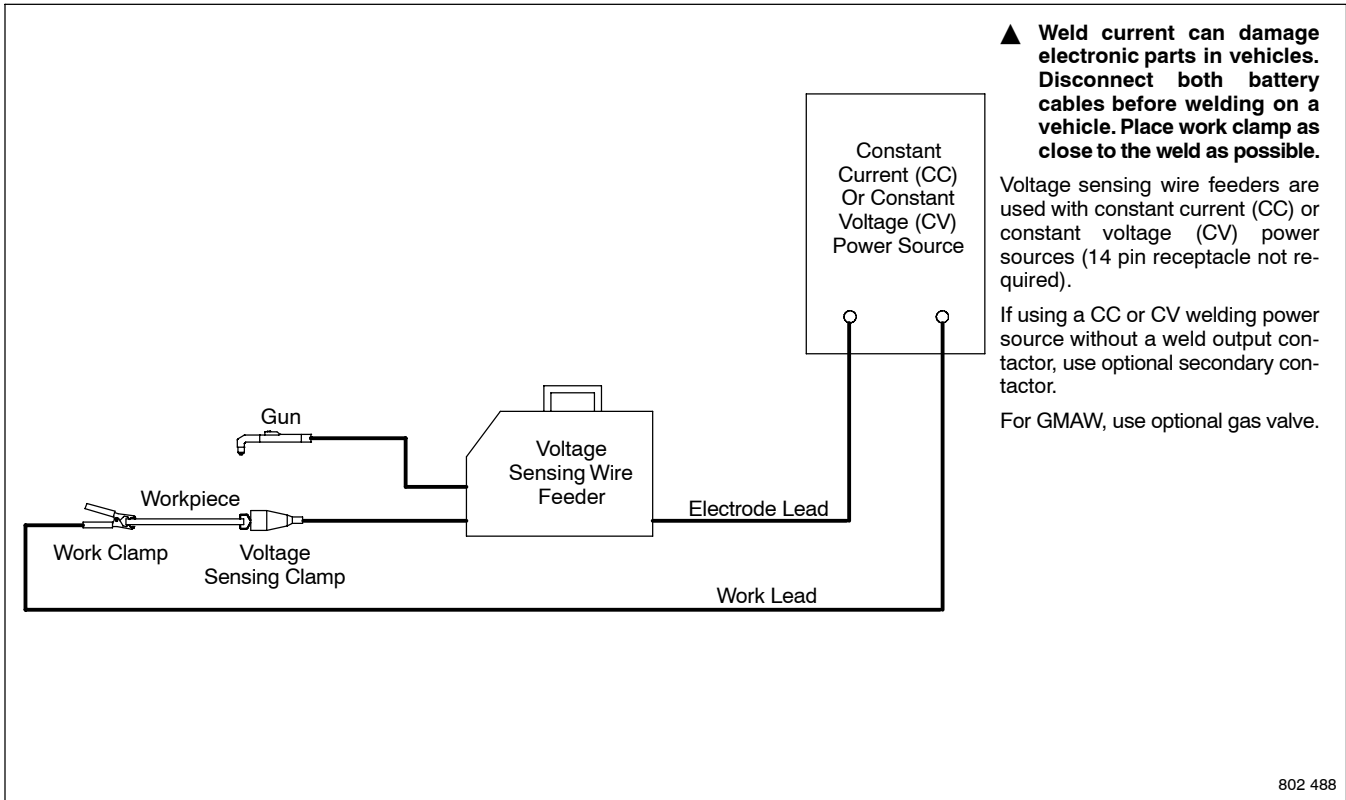 ▲ Weld current can damage
electronic parts in vehicles.
Disconnect both battery
cables before welding on a
vehicle. Place work clamp as
close to the weld as possible.
Voltage sensing wire feeders are
used with constant current (CC) or
constant voltage (CV) power
sources (14 pin receptacle not re-
quired).
If using a CC or CV welding power
source without a weld output con-
tactor, use optional secondary con-
tactor.
For GMAW, use optional gas valve.
Constant
Current (CC)
Or Constant
Voltage (CV)
Power Source
Gun
Voltage
Sensing Wire
Feeder
Workpiece
Electrode Lead
Work Clamp
Voltage
Sensing Clamp
Work Lead
802 488